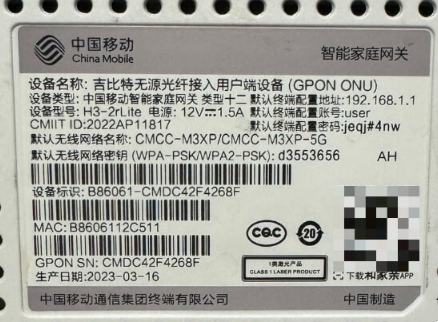 中国移动
China Mobile
智能家庭网关
设备名称: 吉比特无源光纤接入用户端设备 (GPON ONU)
设备类型: 中国移动智能家庭网关 类型十二 默认终端配置地址:192.168.1.1
设备型号: H3-2rLite 电源: 12V⎓1.5A 默认终端配置账号:user
CMIIT ID:2022AP11817 默认终端配置密码:jeqj#4nw
默认无线网络名称: CMCC-M3XP/CMCC-M3XP-5G
默认无线网络密钥 (WPA-PSK/WPA2-PSK): d3553656 AH
设备标识: B86061-CMDC42F4268F
MAC: B8606112C511
CQC
20
GPON SN: CMDC42F4268F
1类激光产品
CLASS 1 LASER PRODUCT
生产日期:2023-03-16
下载和家亲APP
中国移动通信集团终端有限公司
中国制造